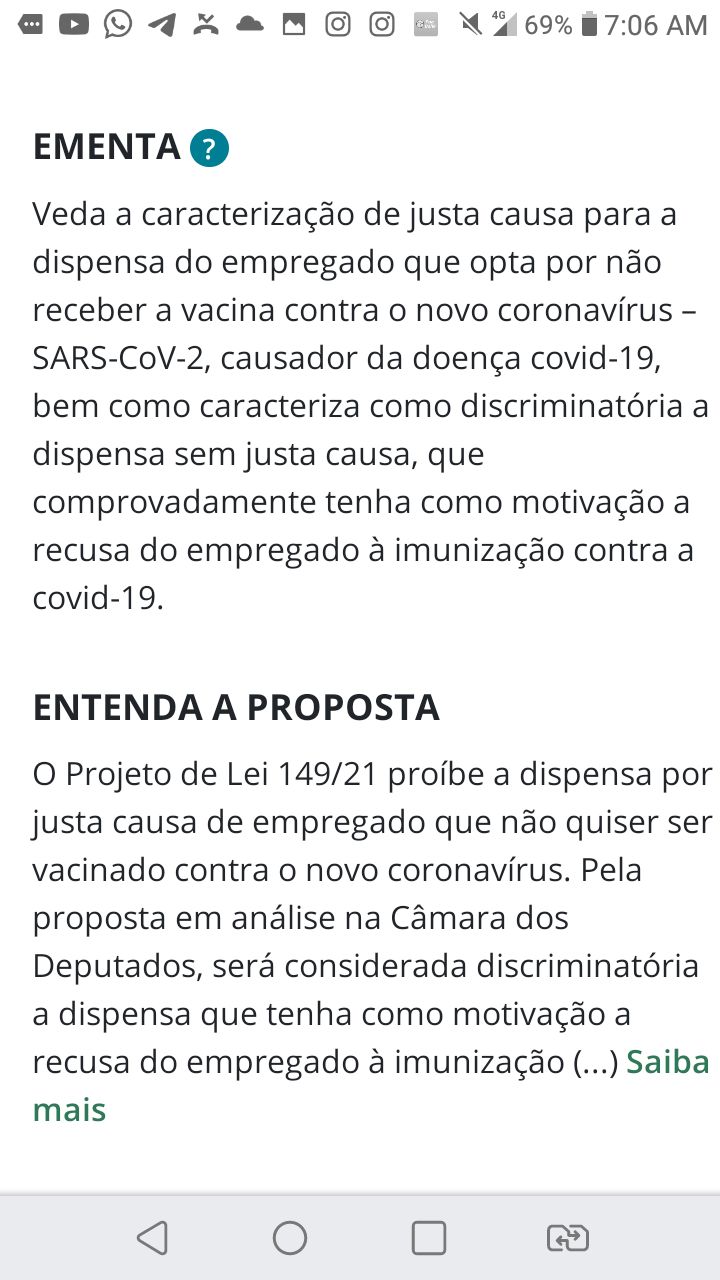 4G 69% 7:06 AM
EMENTA ?
Veda a caracterização de justa causa para a
dispensa do empregado que opta por não
receber a vacina contra o novo coronavírus –
SARS-CoV-2, causador da doença covid-19,
bem como caracteriza como discriminatória a
dispensa sem justa causa, que
comprovadamente tenha como motivação a
recusa do empregado à imunização contra a
covid-19.
ENTENDA A PROPOSTA
O Projeto de Lei 149/21 proíbe a dispensa por
justa causa de empregado que não quiser ser
vacinado contra o novo coronavírus. Pela
proposta em análise na Câmara dos
Deputados, será considerada discriminatória
a dispensa que tenha como motivação a
recusa do empregado à imunização (...) Saiba
mais